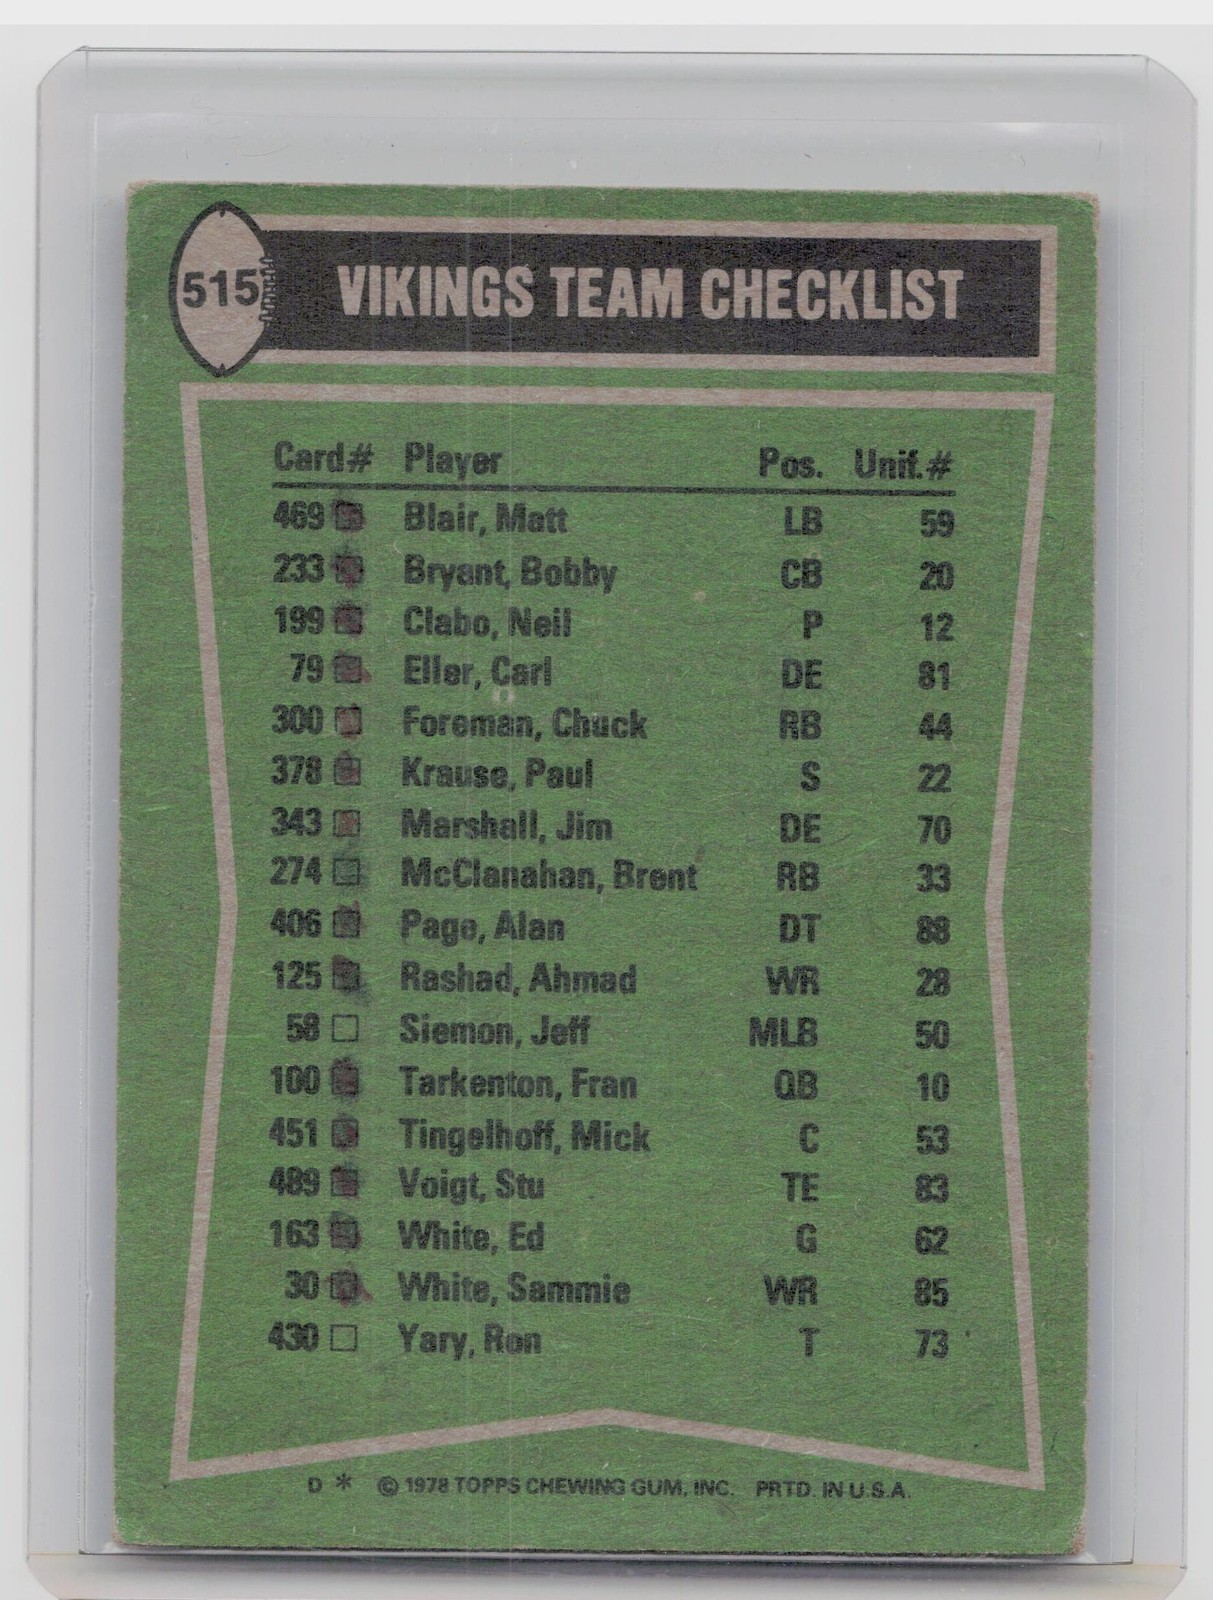 515 VIKINGS TEAM CHECKLIST
Card# Player Pos. Unif.#
469 Blair, Matt LB 59
233 Bryant, Bobby CB 20
199 Clabo, Neil P 12
79 Eller, Carl DE 81
300 Foreman, Chuck RB 44
378 Krause, Paul S 22
343 Marshall, Jim DE 70
274 McClanahan, Brent RB 33
406 Page, Alan DT 88
125 Rashad, Ahmad WR 28
58 Siemon, Jeff MLB 50
100 Tarkenton, Fran QB 10
451 Tingelhoff, Mick C 53
489 Voigt, Stu TE 83
163 White, Ed G 62
30 White, Sammie WR 85
430 Yary, Ron T 73
D * © 1978 TOPPS CHEWING GUM, INC. PRTD. IN U.S.A.